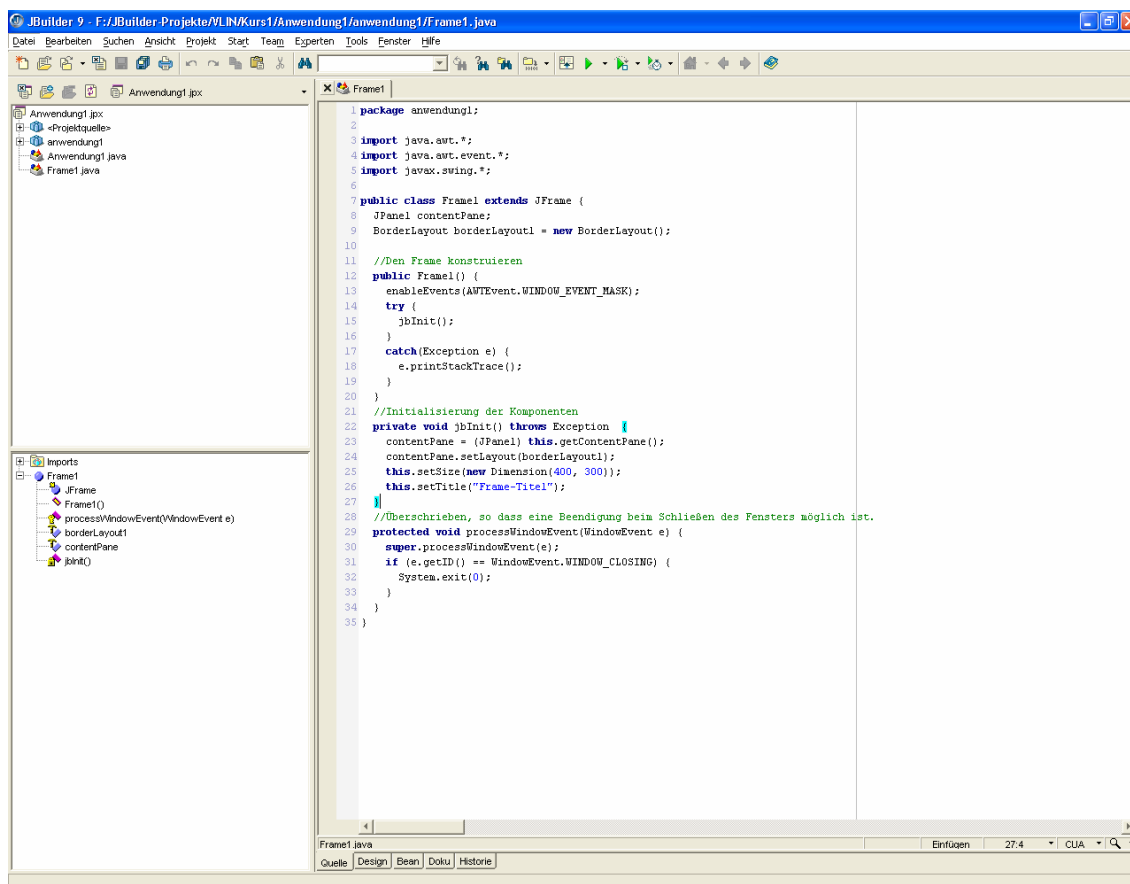 JBuilder 9 - F:/JBuilder-Projekte/VLIN/Kurs1/Anwendung1/anwendung1/Frame1.java
Datei Bearbeiten Suchen Ansicht Projekt Start Team Experten Tools Fenster Hilfe
Anwendung1.jpx
Frame1
Anwendung1.jpx
<Projektquelle>
anwendung1
Anwendung1.java
Frame1.java
1 package anwendung1;
2
3 import java.awt.*;
4 import java.awt.event.*;
5 import javax.swing.*;
6
7 public class Frame1 extends JFrame {
8 JPanel contentPane;
9 BorderLayout borderLayout1 = new BorderLayout();
10
11 //Den Frame konstruieren
12 public Frame1() {
13 enableEvents(AWTEvent.WINDOW_EVENT_MASK);
14 try {
15 jbInit();
16 }
17 catch(Exception e) {
18 e.printStackTrace();
19 }
20 }
21 //Initialisierung der Komponenten
22 private void jbInit() throws Exception {
23 contentPane = (JPanel) this.getContentPane();
24 contentPane.setLayout(borderLayout1);
25 this.setSize(new Dimension(400, 300));
26 this.setTitle("Frame-Titel");
27 }
28 //Überschrieben, so dass eine Beendigung beim Schließen des Fensters möglich ist.
29 protected void processWindowEvent(WindowEvent e) {
30 super.processWindowEvent(e);
31 if (e.getID() == WindowEvent.WINDOW_CLOSING) {
32 System.exit(0);
33 }
34 }
35 }
Imports
Frame1
JFrame
Frame1()
processWindowEvent(WindowEvent e)
borderLayout1
contentPane
jbInit()
Frame1.java
Einfügen 27:4 CUA
Quelle Design Bean Doku Historie